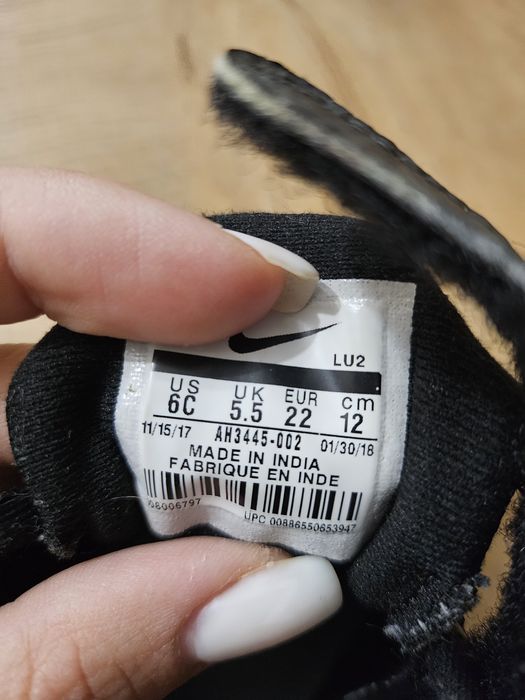 LU2
US UK EUR cm
6C 5.5 22 12
11/15/17 AH3445-002 01/30/18
MADE IN INDIA
FABRIQUE EN INDE
08006797
UPC 00886550653947